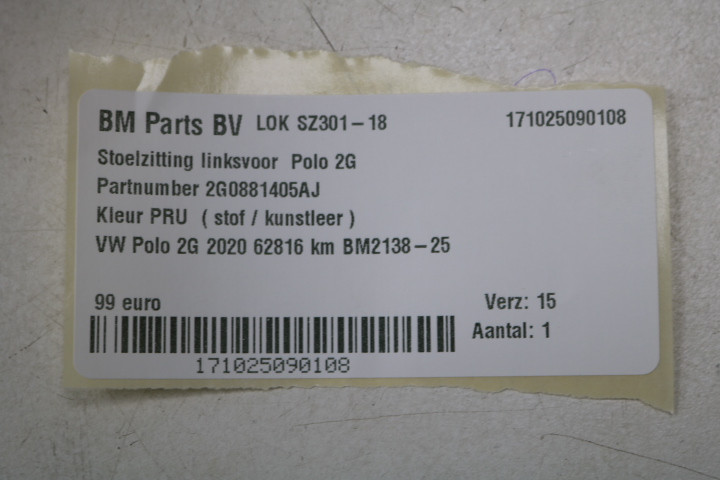 BM Parts BV LOK SZ301-18 171025090108
Stoelzitting linksvoor Polo 2G
Partnumber 2G0881405AJ
Kleur PRU ( stof / kunstleer )
VW Polo 2G 2020 62816 km BM2138-25
99 euro Verz: 15
Aantal: 1
171025090108